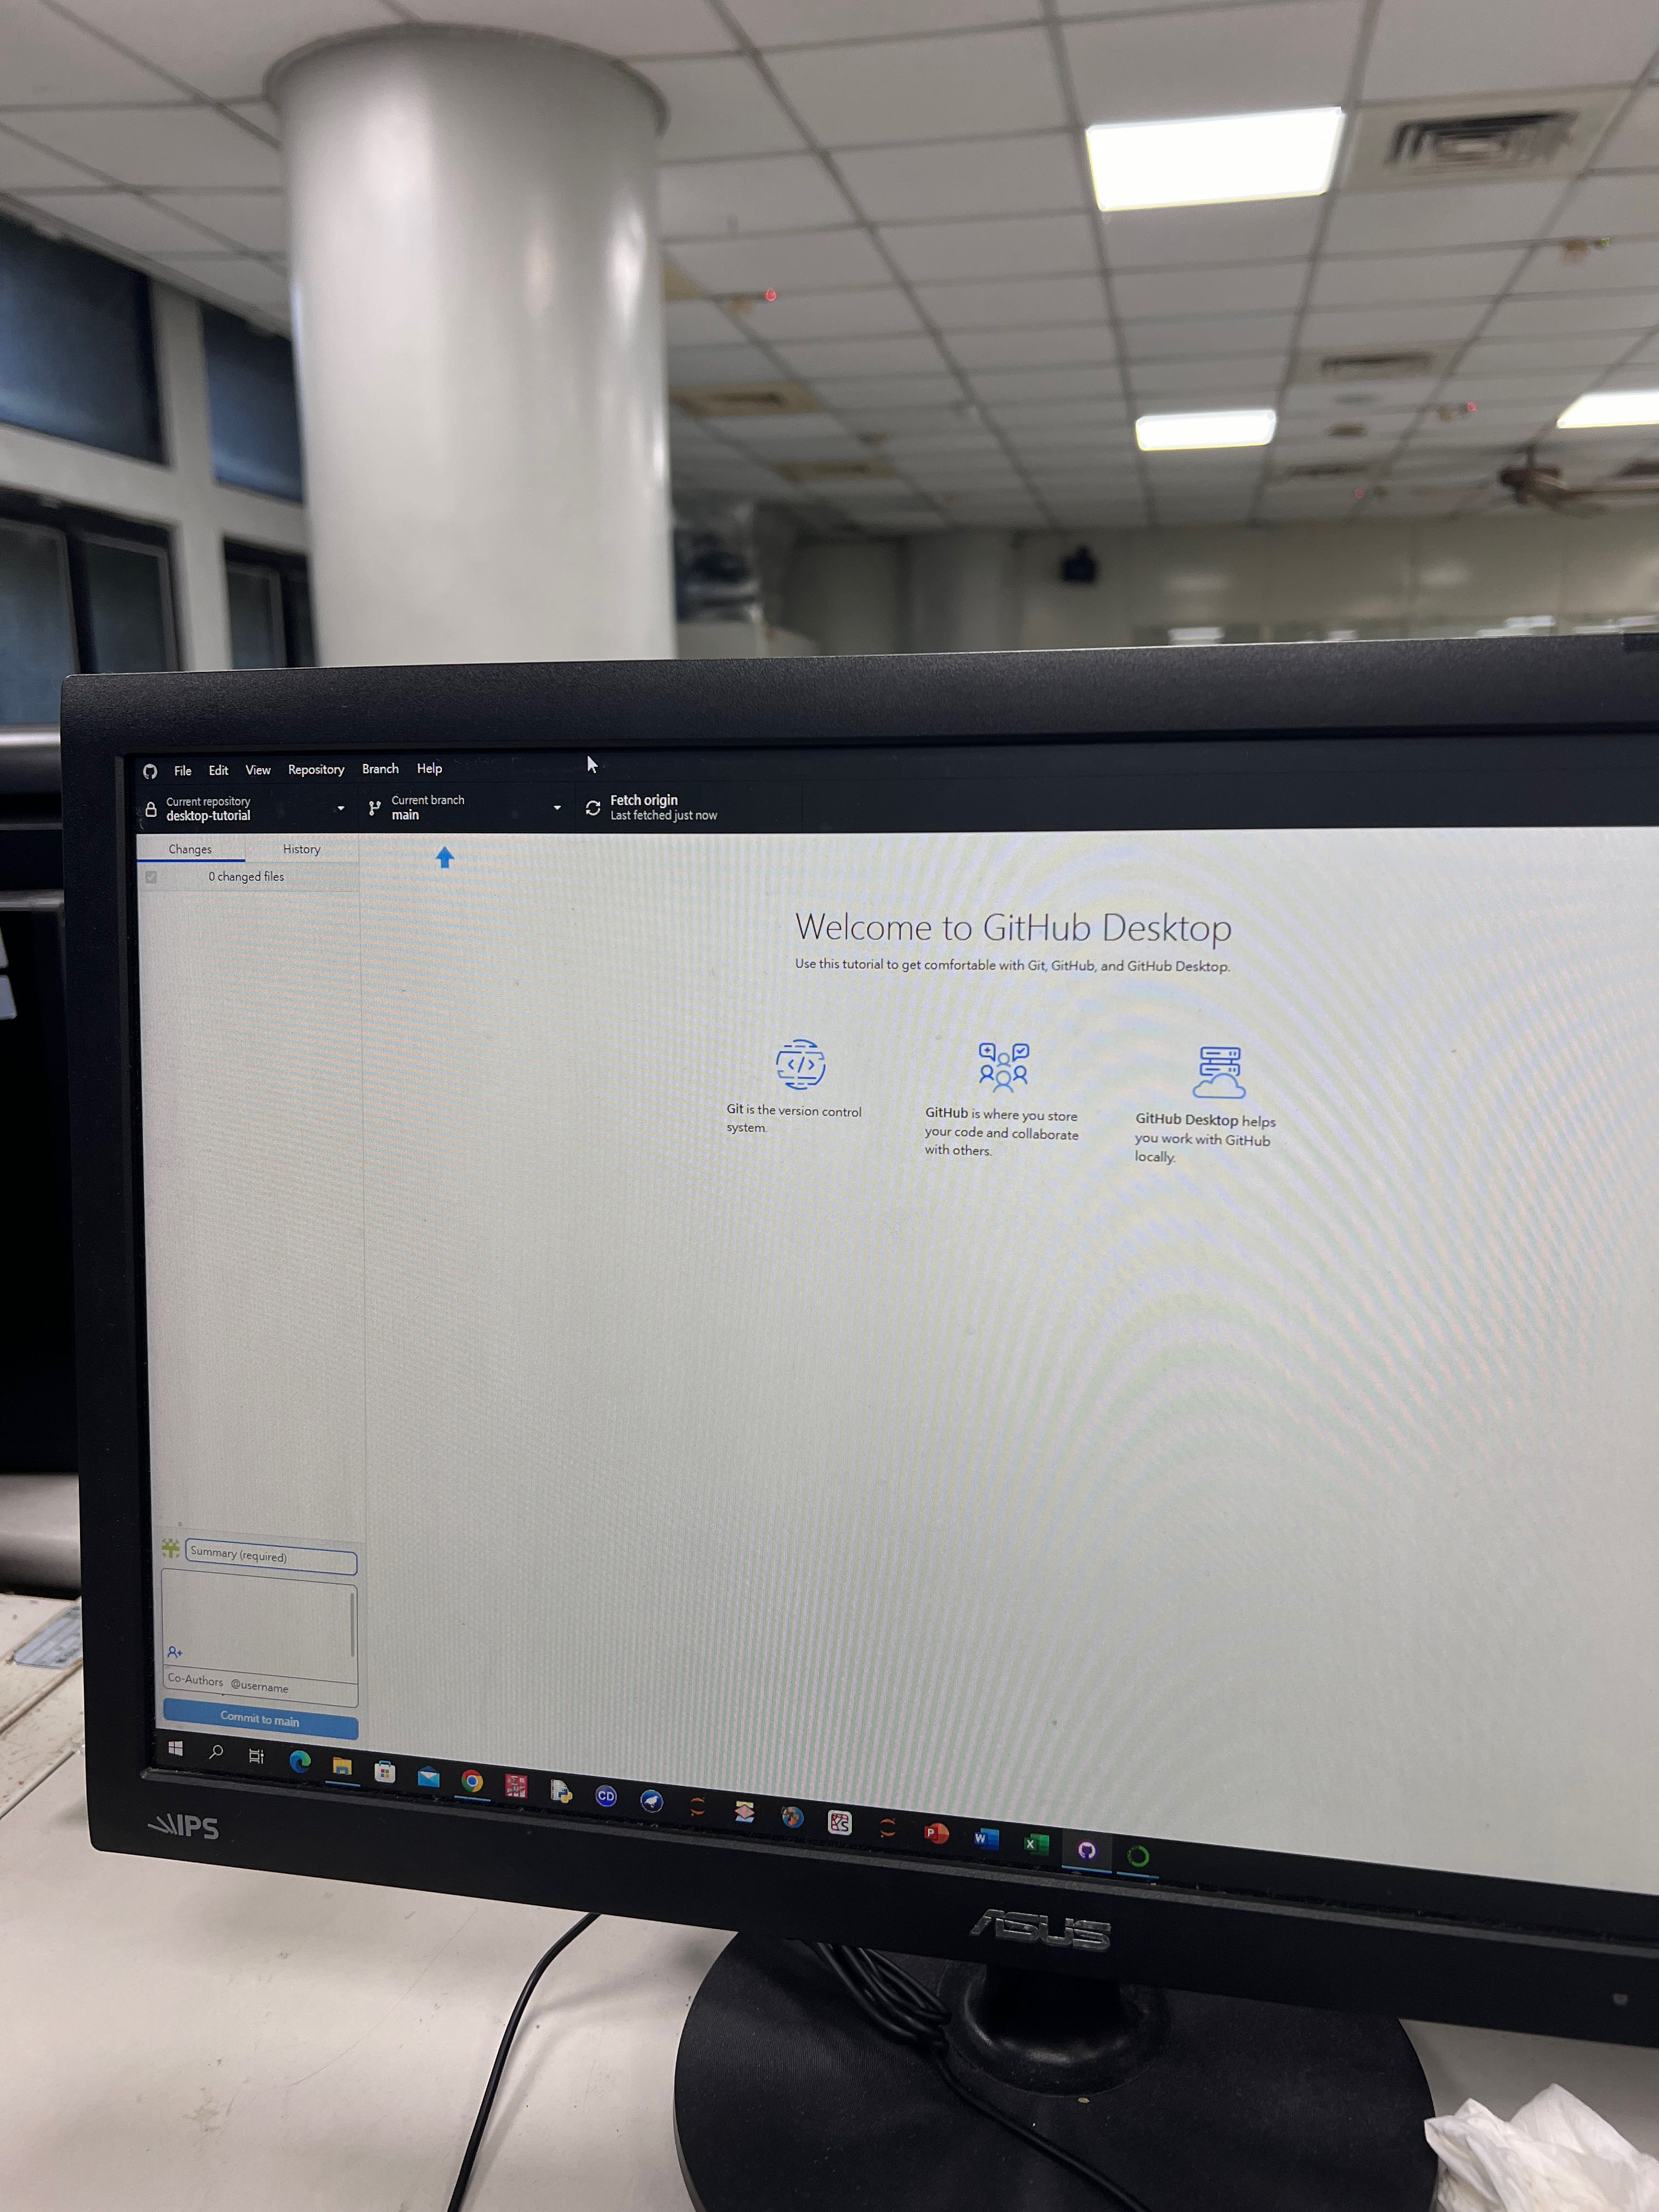 File Edit View Repository Branch Help
Current repository
desktop-tutorial
Current branch
main
Fetch origin
Last fetched just now
Changes
History
0 changed files
Welcome to GitHub Desktop
Use this tutorial to get comfortable with Git, GitHub, and GitHub Desktop.
Git is the version control
system.
GitHub is where you store
your code and collaborate
with others.
GitHub Desktop helps
you work with GitHub
locally.
Summary (required)
Co-Authors @username
Commit to main
CD
P
W
X
IPS
ASUS